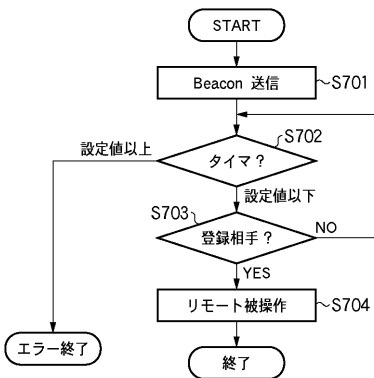 START
Beacon 送信 S701
S702
設定値以上
タイマ？
設定値以下
S703
登録相手？ NO
YES
リモート被操作 S704
エラー終了
終了